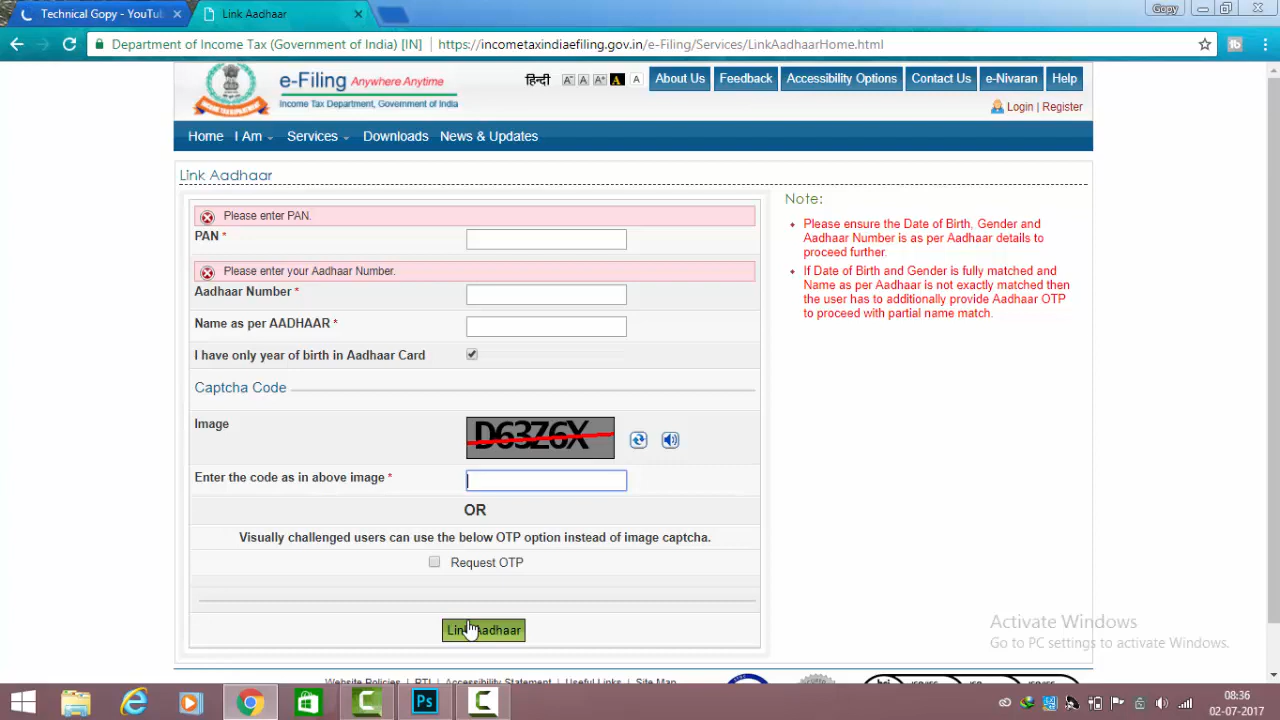 Technical Gopy - YouTu
Link Aadhaar
Gopy
Department of Income Tax (Government of India) [IN]
https://incometaxindiaefiling.gov.in/e-Filing/Services/LinkAadhaarHome.html
e-Filing Anywhere Anytime
Income Tax Department, Government of India
हिन्दी A- A A+ A A
About Us Feedback Accessibility Options Contact Us e-Nivaran Help
Login | Register
Home I Am Services Downloads News & Updates
Link Aadhaar
Please enter PAN.
PAN *
Please enter your Aadhaar Number.
Aadhaar Number *
Name as per AADHAAR *
I have only year of birth in Aadhaar Card
Captcha Code
Image
D63Z6X
Enter the code as in above image *
OR
Visually challenged users can use the below OTP option instead of image captcha.
Request OTP
Link Aadhaar
Note:
Please ensure the Date of Birth, Gender and
Aadhaar Number is as per Aadhaar details to
proceed further.
If Date of Birth and Gender is fully matched and
Name as per Aadhaar is not exactly matched then
the user has to additionally provide Aadhaar OTP
to proceed with partial name match.
Activate Windows
Go to PC settings to activate Windows.
Website Policies | RTI | Accessibility Statement | Useful Links | Site Map
Ps
08:36
02-07-2017